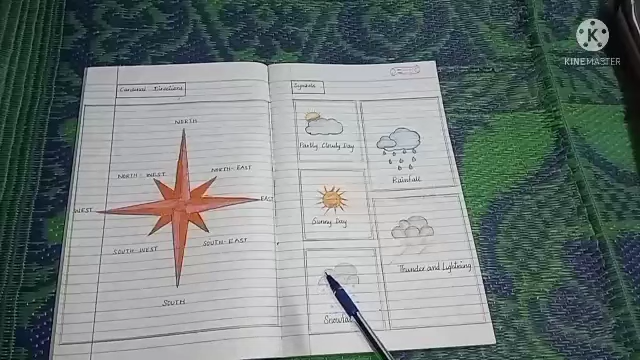 Cardinal Directions
NORTH
NORTH-WEST
NORTH-EAST
WEST
EAST
SOUTH-WEST
SOUTH-EAST
SOUTH
Symbols
Partly Cloudy Day
Sunny Day
Rainfall
Thunder and Lightning
K
KINEMASTER